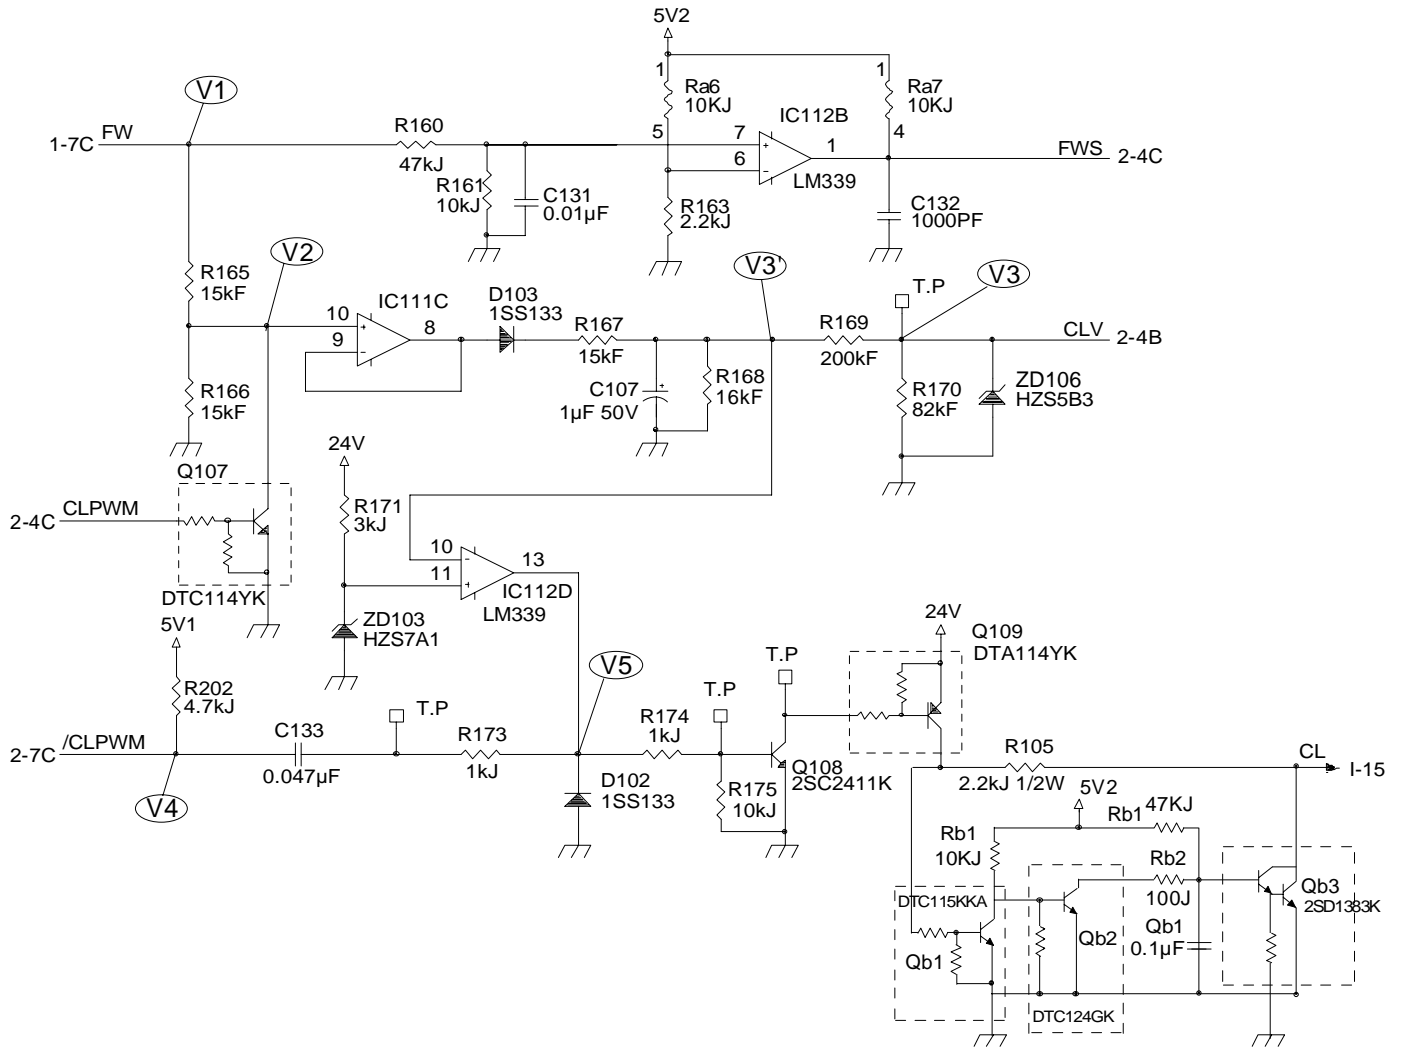 5V2
V1
1 Ra6 10KJ
1 Ra7 10KJ
1-7C FW
R160
47kJ
5 7
6
IC112B
1 4
LM339
FWS 2-4C
R161
10kJ
C131
0.01µF
R163
2.2kJ
C132
1000PF
V2
V3'
V3
R165
15kF
IC111C
10
9
8
D103
1SS133
R167
15kF
T.P
R169
200kF
CLV 2-4B
R166
15kF
C107
1µF 50V
+
R168
16kF
R170
82kF
ZD106
HZS5B3
24V
Q107
R171
3kJ
2-4C CLPWM
10
11
13
IC112D
LM339
DTC114YK
ZD103
HZS7A1
5V1
R202
4.7kJ
24V
Q109
DTA114YK
V5
T.P
T.P
T.P
2-7C /CLPWM
C133
0.047µF
R173
1kJ
R174
1kJ
Q108
2SC2411K
R105
2.2kJ 1/2W
CL
I-15
V4
D102
1SS133
R175
10kJ
5V2
Rb1 47KJ
Rb1
10KJ
Rb2
100J
DTC115KKA
Qb3
2SD1383K
Qb1
Qb2
Qb1
0.1µF
DTC124GK